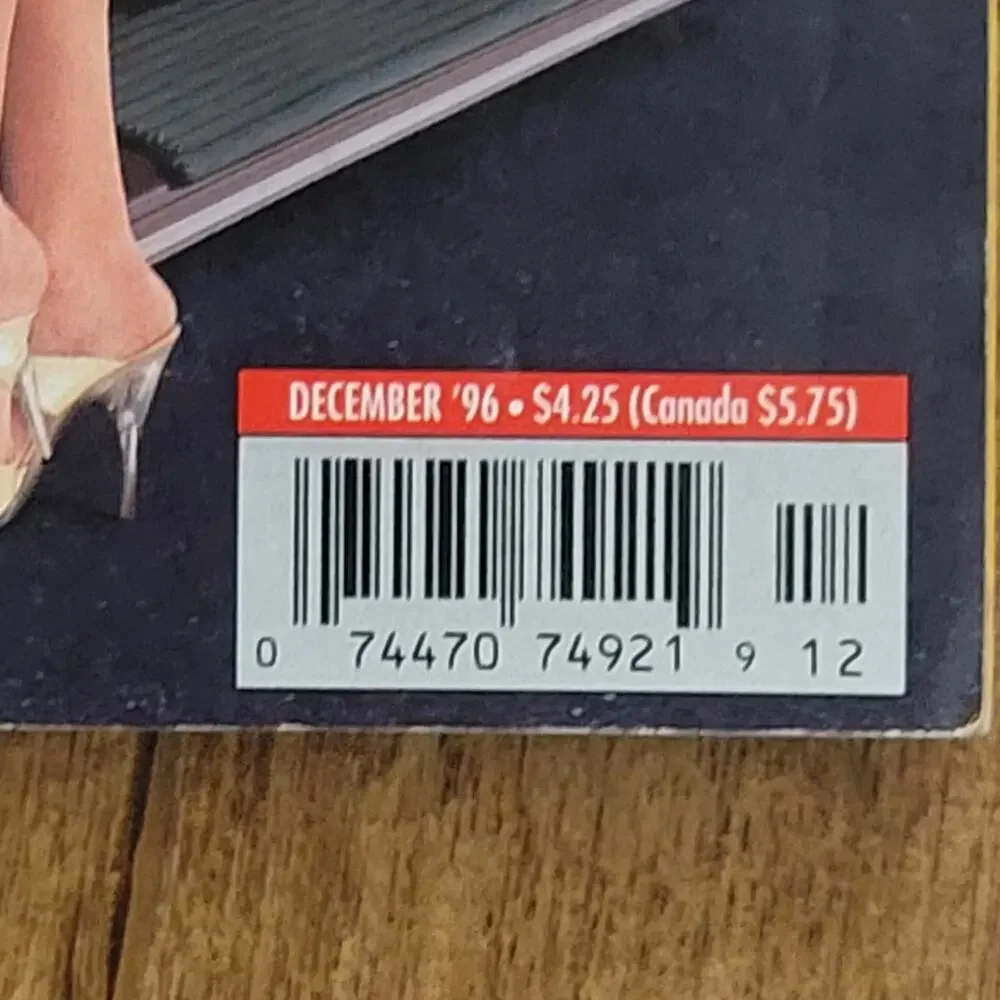 DECEMBER '96 • $4.25 (Canada $5.75)
0 74470 74921 9 12